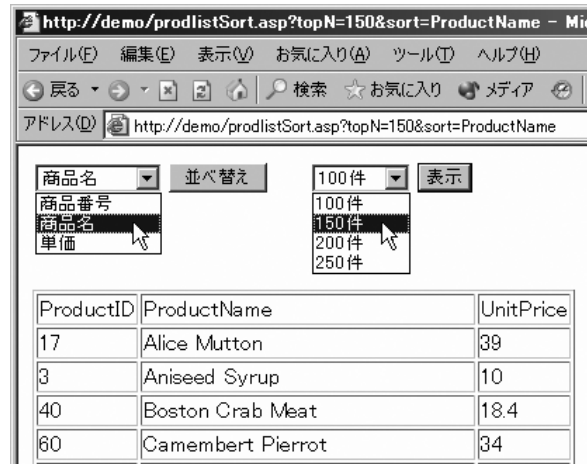 http://demo/prodlistSort.asp?topN=150&sort=ProductName - Mi
ファイル(F) 編集(E) 表示(V) お気に入り(A) ツール(T) ヘルプ(H)
戻る 検索 お気に入り メディア
アドレス(D) http://demo/prodlistSort.asp?topN=150&sort=ProductName
商品名 並べ替え 100件 表示
商品番号 100件
商品名 150件
単価 200件
250件
ProductID ProductName UnitPrice
17 Alice Mutton 39
3 Aniseed Syrup 10
40 Boston Crab Meat 18.4
60 Camembert Pierrot 34